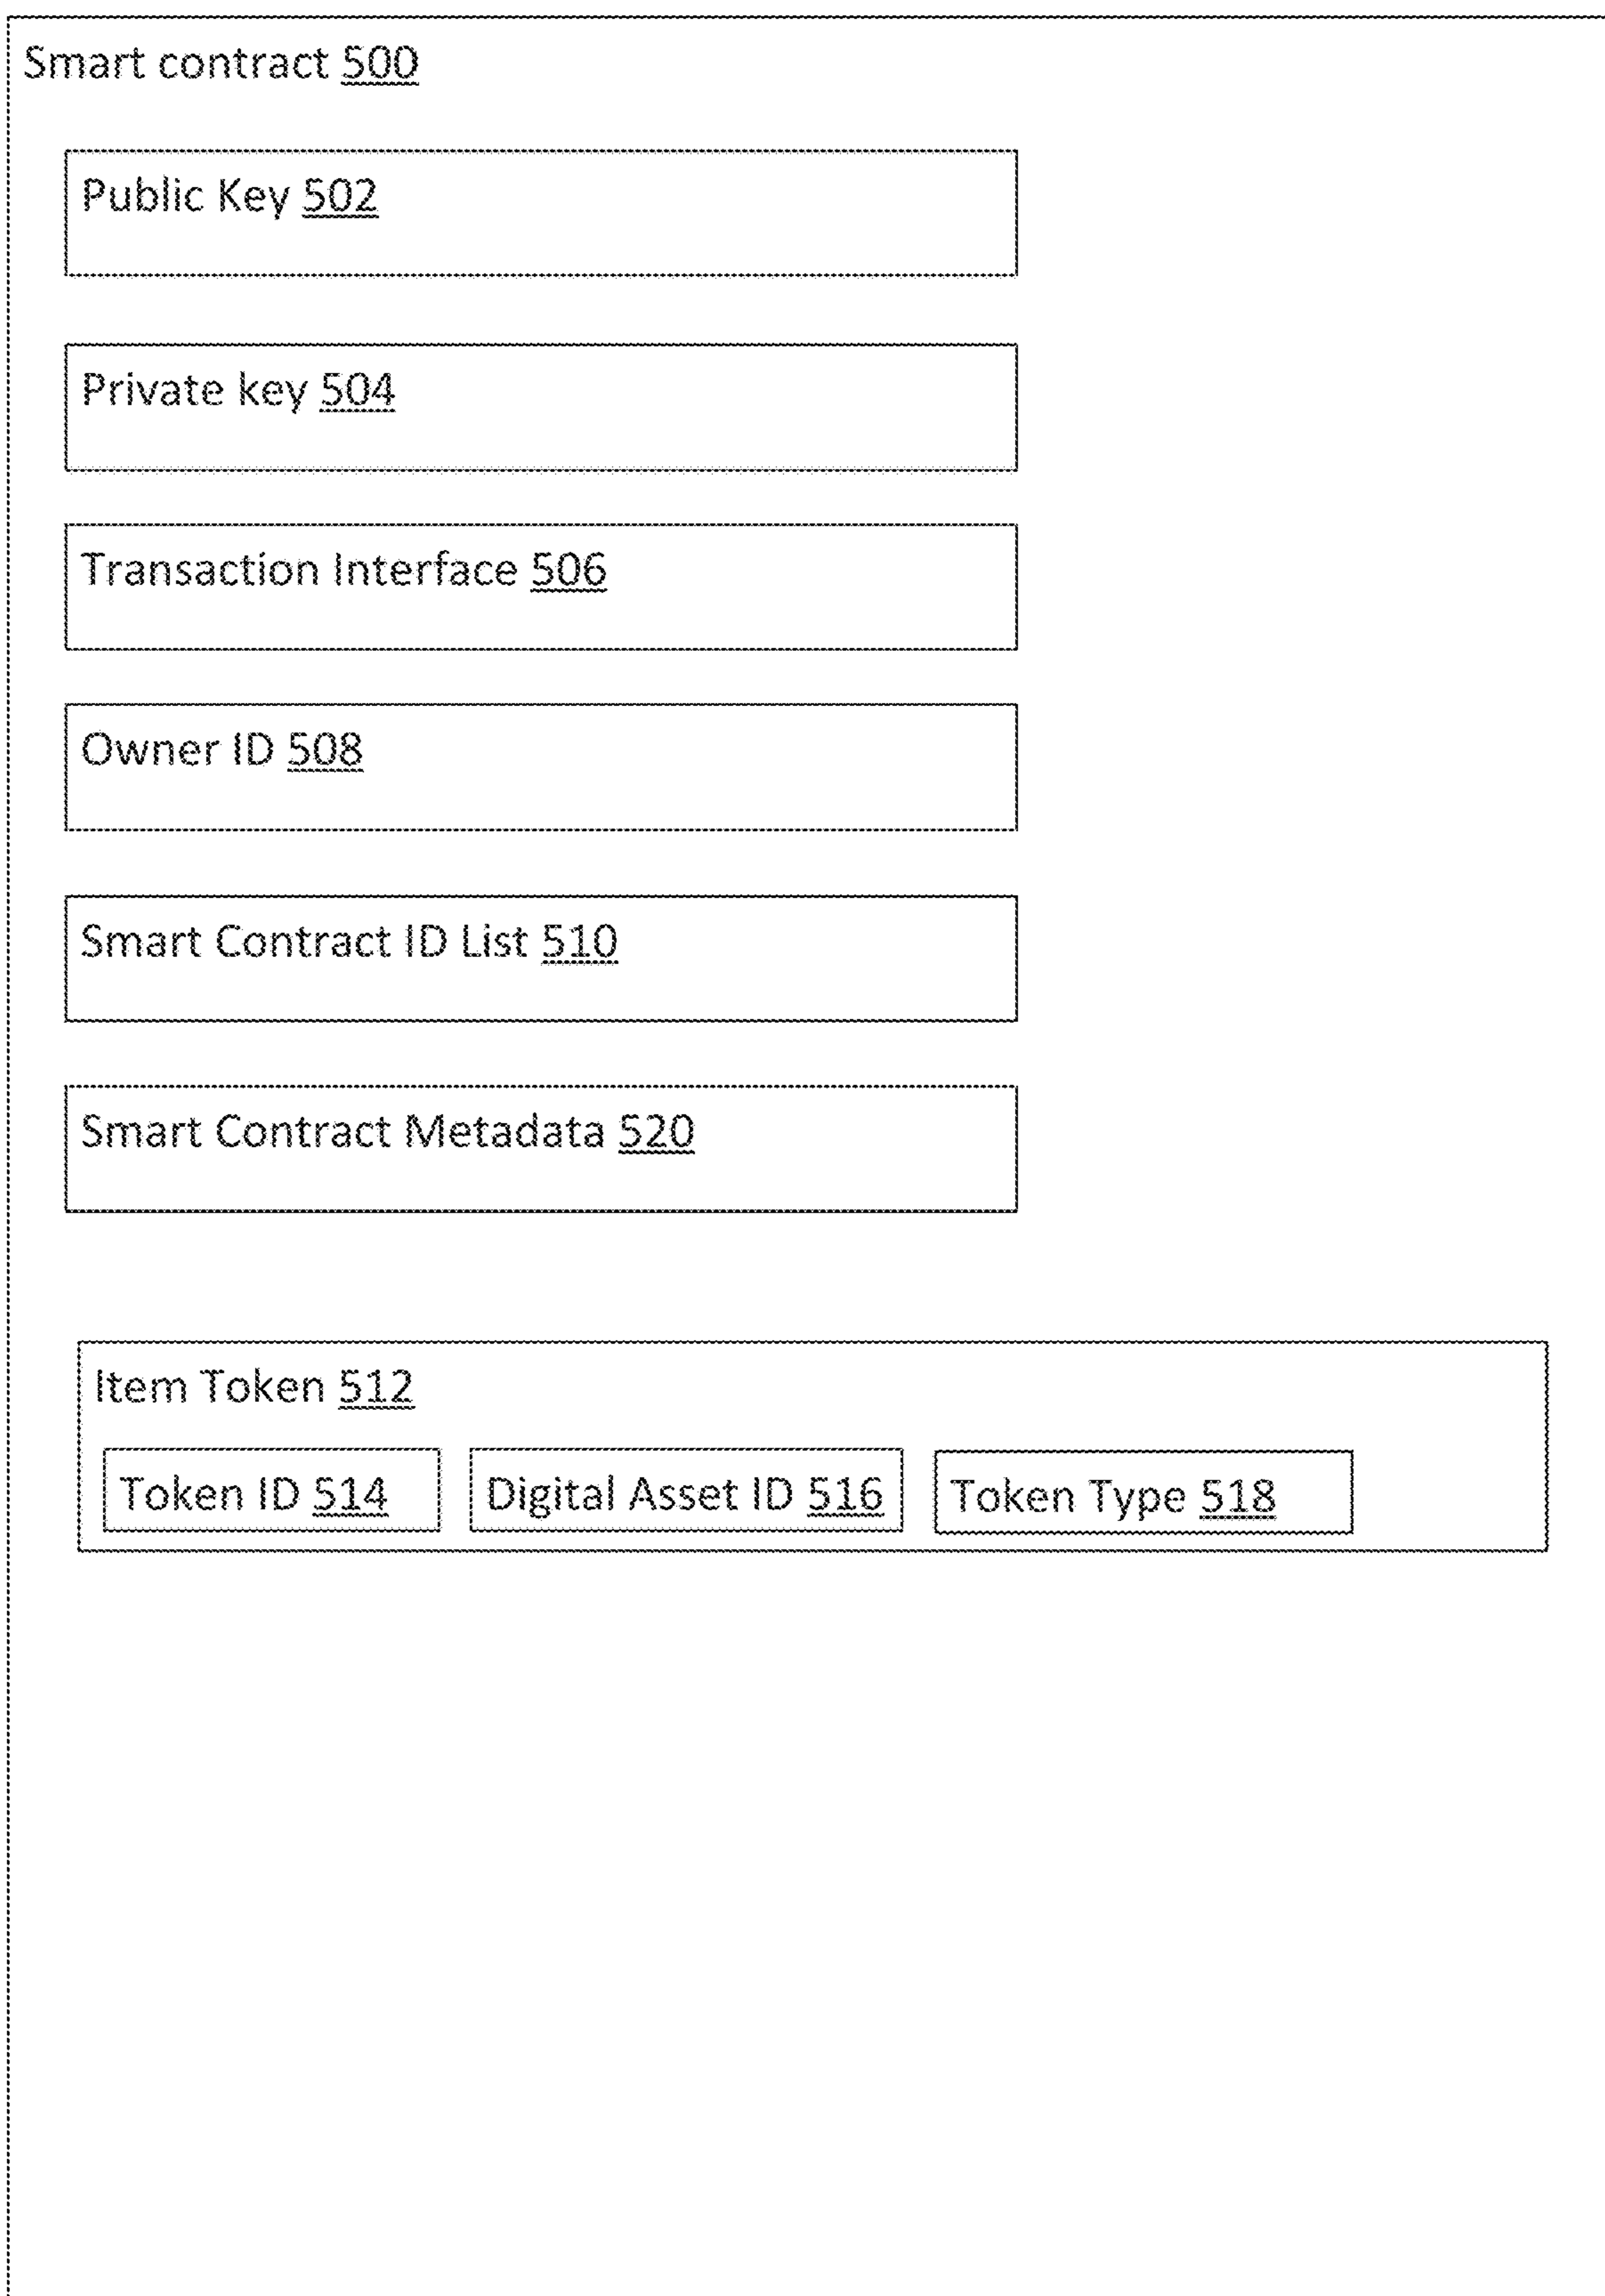 Smart contract 500
Public Key 502
Private key 504
Transaction Interface 506
Owner ID 508
Smart Contract ID List 510
Smart Contract Metadata 520
Item Token 512
Token ID 514
Digital Asset ID 516
Token Type 518